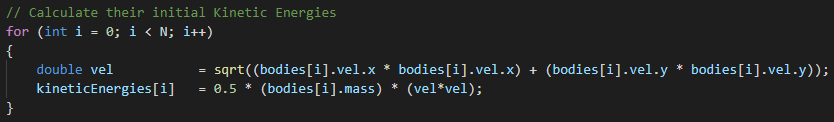 // Calculate their initial Kinetic Energies
for (int i = 0; i < N; i++)
{
    double vel          = sqrt((bodies[i].vel.x * bodies[i].vel.x) + (bodies[i].vel.y * bodies[i].vel.y));
    kineticEnergies[i]   = 0.5 * (bodies[i].mass) * (vel*vel);
}